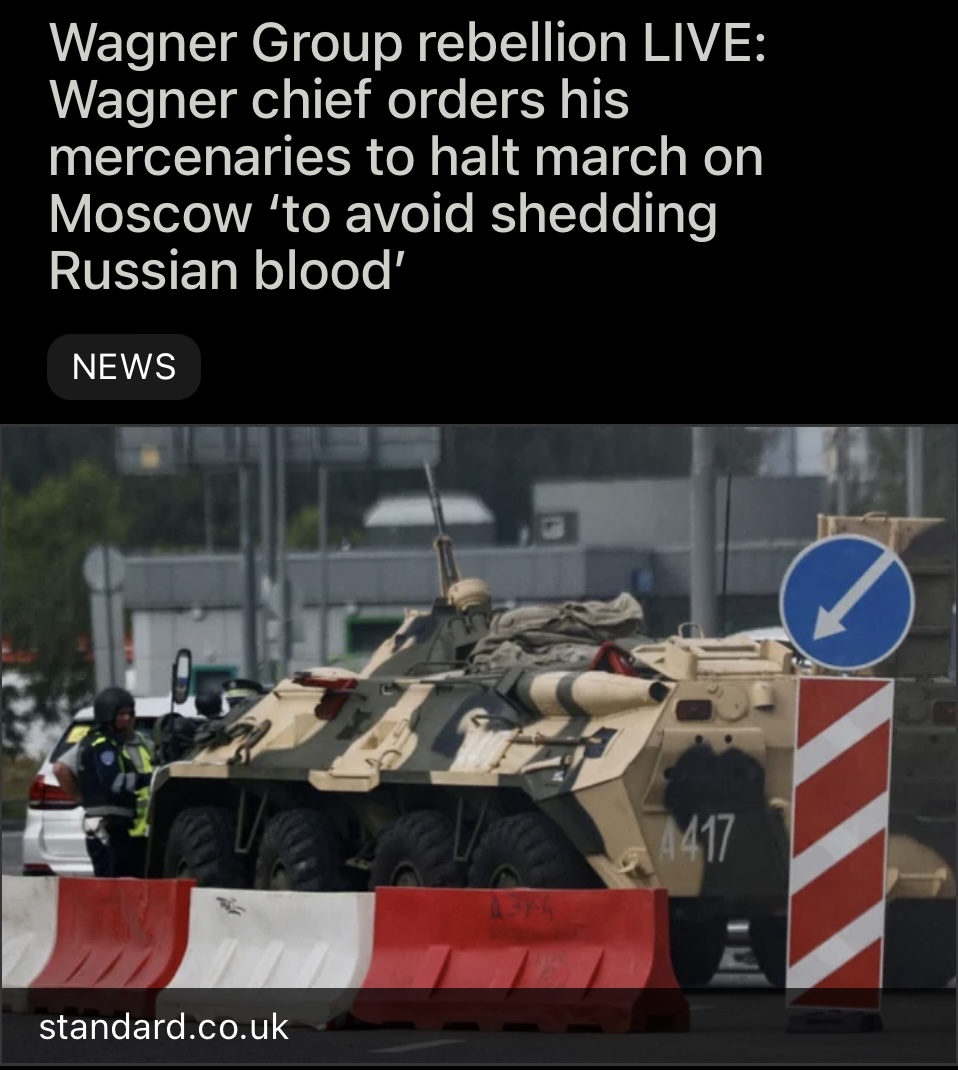 Wagner Group rebellion LIVE:
Wagner chief orders his
mercenaries to halt march on
Moscow ‘to avoid shedding
Russian blood’
NEWS
A417
standard.co.uk